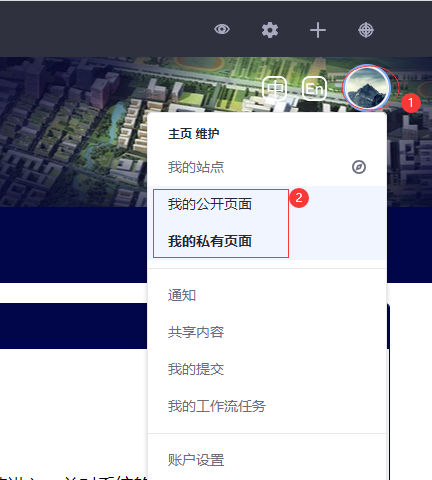 中 En
1
主页 维护
我的站点
我的公开页面
2
我的私有页面
通知
共享内容
我的提交
我的工作流任务
账户设置